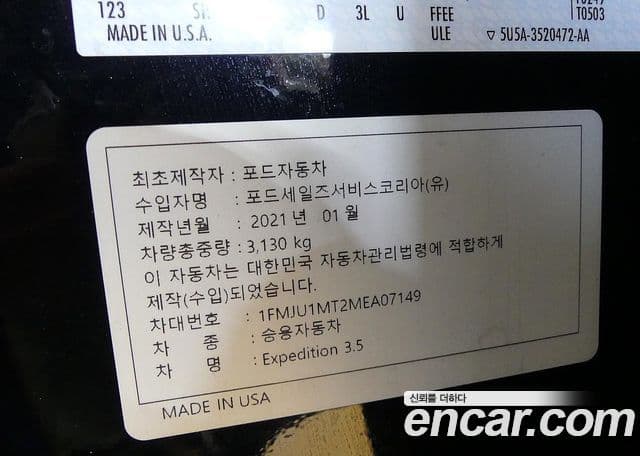 123 D 3L U FFEE
T0503
MADE IN U.S.A. ULE ▽ 5U5A-3520472-AA
최초제작자 : 포드자동차
수입자명 : 포드세일즈서비스코리아(유)
제작년월 : 2021 년 01 월
차량총중량 : 3,130 kg
이 자동차는 대한민국 자동차관리법령에 적합하게
제작(수입)되었습니다.
차대번호 : 1FMJU1MT2MEA07149
차 종 : 승용자동차
차 명 : Expedition 3.5
MADE IN USA
신뢰를 더하다
encar.com